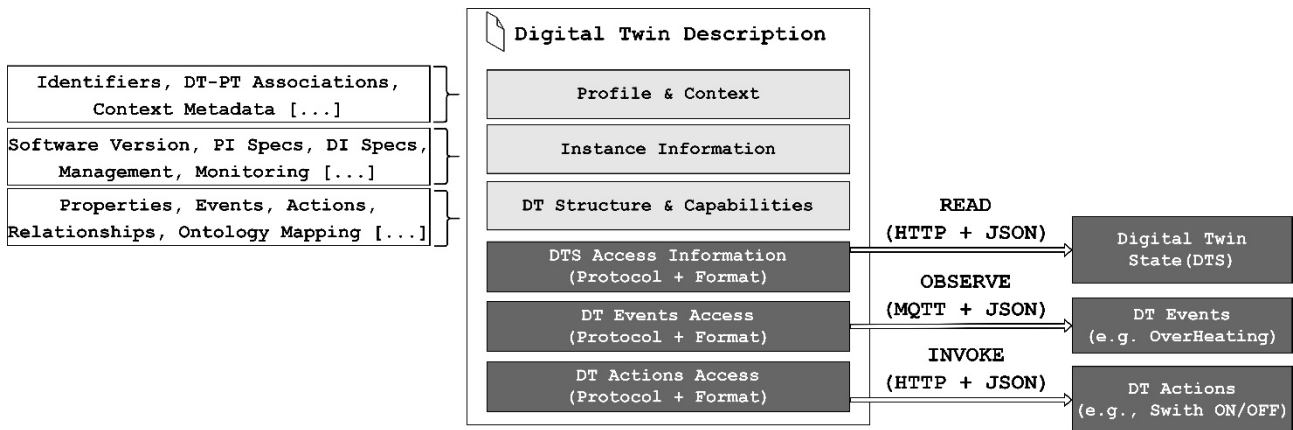 Digital Twin Description
Identifiers, DT-PT Associations,
Context Metadata [...]
Profile & Context
Software Version, PI Specs, DI Specs,
Management, Monitoring [...]
Instance Information
Properties, Events, Actions,
Relationships, Ontology Mapping [...]
DT Structure & Capabilities
DTS Access Information
(Protocol + Format)
READ
(HTTP + JSON)
Digital Twin
State(DTS)
DT Events Access
(Protocol + Format)
OBSERVE
(MQTT + JSON)
DT Events
(e.g. OverHeating)
DT Actions Access
(Protocol + Format)
INVOKE
(HTTP + JSON)
DT Actions
(e.g., Swith ON/OFF)